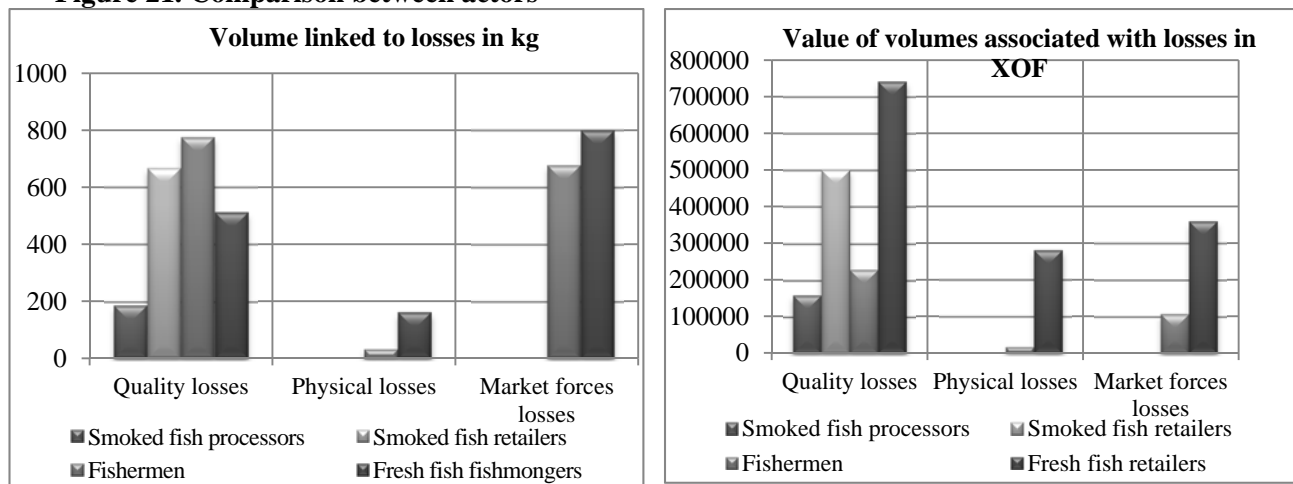 Figure 21. Comparison between actors
Volume linked to losses in kg
1000
800
600
400
200
0
Quality losses
Physical losses
Market forces
losses
Smoked fish processors
Smoked fish retailers
Fishermen
Fresh fish fishmongers
Value of volumes associated with losses in
XOF
800000
700000
600000
500000
400000
300000
200000
100000
0
Quality losses
Physical losses
Market forces
losses
Smoked fish processors
Smoked fish retailers
Fishermen
Fresh fish retailers